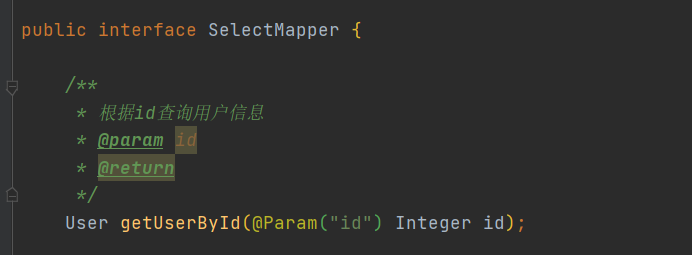 public interface SelectMapper {
/**
* 根据id查询用户信息
* @param id
* @return
*/
User getUserById(@Param("id") Integer id);